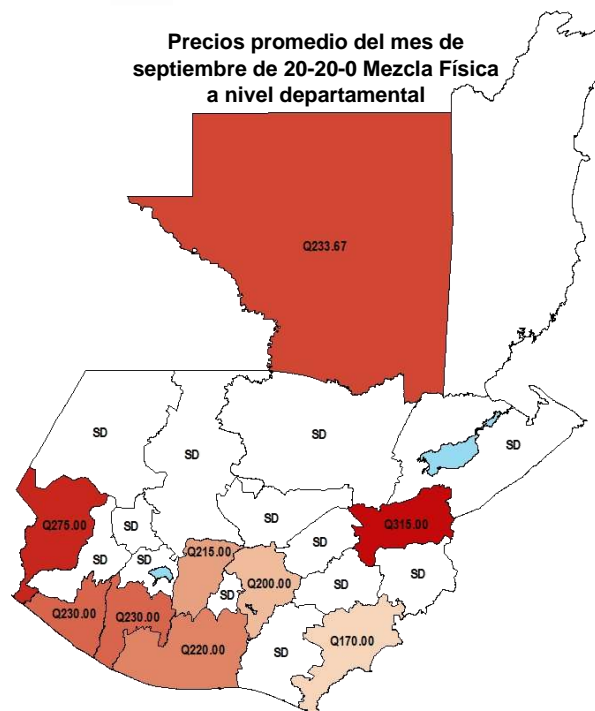 Precios promedio del mes de
septiembre de 20-20-0 Mezcla Física
a nivel departamental
Q233.67
SD
SD
SD
SD
Q275.00
SD
Q315.00
SD
SD
SD
SD
Q215.00
SD
SD
Q200.00
SD
Q230.00
Q230.00
Q220.00
SD
Q170.00